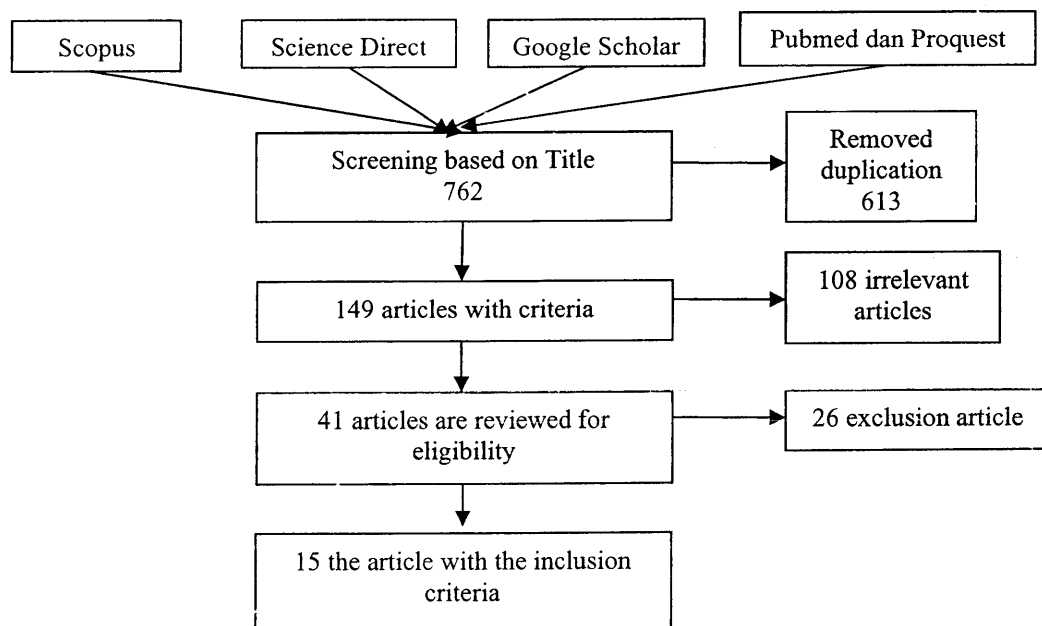 Scopus
Science Direct
Google Scholar
Pubmed dan Proquest
Screening based on Title
762
Removed
duplication
613
149 articles with criteria
108 irrelevant
articles
41 articles are reviewed for
eligibility
26 exclusion article
15 the article with the inclusion
criteria